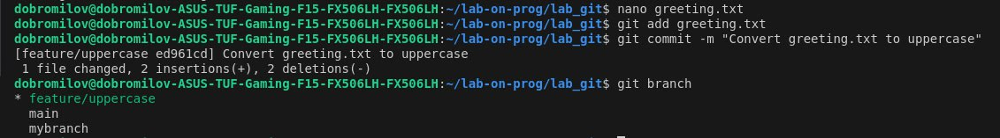 dobromilov@dobromilov-ASUS-TUF-Gaming-F15-FX506LH-FX506LH:~/lab-on-prog/lab_git$ nano greeting.txt
dobromilov@dobromilov-ASUS-TUF-Gaming-F15-FX506LH-FX506LH:~/lab-on-prog/lab_git$ git add greeting.txt
dobromilov@dobromilov-ASUS-TUF-Gaming-F15-FX506LH-FX506LH:~/lab-on-prog/lab_git$ git commit -m "Convert greeting.txt to uppercase"
[feature/uppercase ed961cd] Convert greeting.txt to uppercase
 1 file changed, 2 insertions(+), 2 deletions(-)
dobromilov@dobromilov-ASUS-TUF-Gaming-F15-FX506LH-FX506LH:~/lab-on-prog/lab_git$ git branch
* feature/uppercase
  main
  mybranch